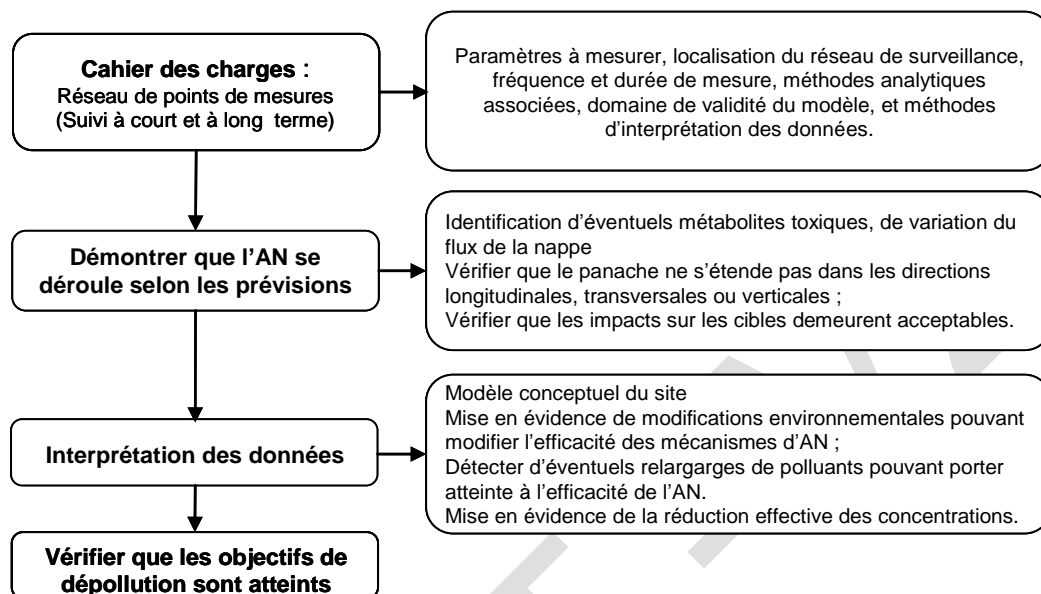 Cahier des charges :
Réseau de points de mesures
(Suivi à court et à long terme)
Paramètres à mesurer, localisation du réseau de surveillance,
fréquence et durée de mesure, méthodes analytiques
associées, domaine de validité du modèle, et méthodes
d'interprétation des données.
Démontrer que l'AN se
déroule selon les prévisions
Identification d'éventuels métabolites toxiques, de variation du
flux de la nappe
Vérifier que le panache ne s'étende pas dans les directions
longitudinales, transversales ou verticales ;
Vérifier que les impacts sur les cibles demeurent acceptables.
Interprétation des données
Modèle conceptuel du site
Mise en évidence de modifications environnementales pouvant
modifier l'efficacité des mécanismes d'AN ;
Détecter d'éventuels relargarges de polluants pouvant porter
atteinte à l'efficacité de l'AN.
Mise en évidence de la réduction effective des concentrations.
Vérifier que les objectifs de
dépollution sont atteints